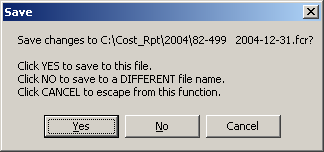 Save
Save changes to C:\Cost_Rpt\2004\82-499   2004-12-31.fcr?
Click YES to save to this file.
Click NO to save to a DIFFERENT file name.
Click CANCEL to escape from this function.
Yes No Cancel